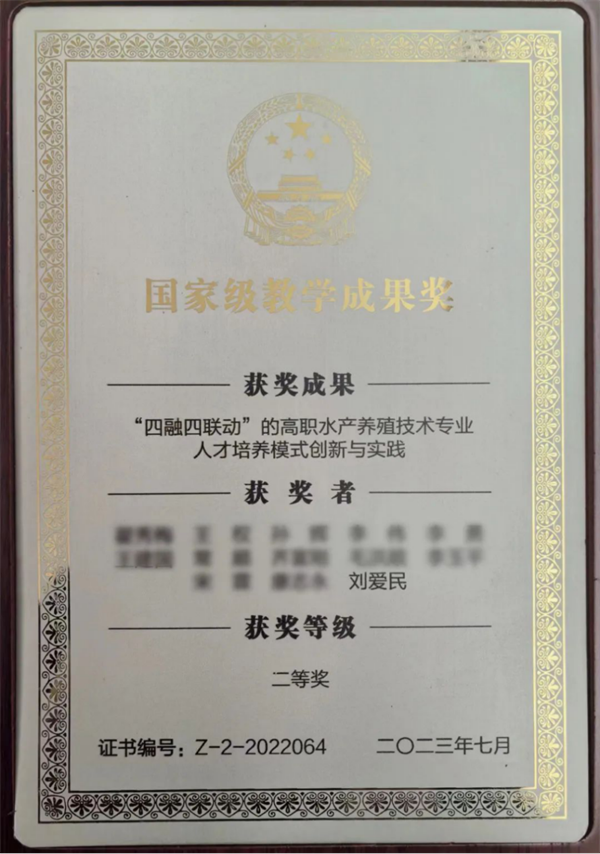 国家级教学成果奖
获奖成果
“四融四联动”的高职水产养殖技术专业
人才培养模式创新与实践
获奖者
刘爱民
获奖等级
二等奖
证书编号：Z-2-2022064 二〇二三年七月